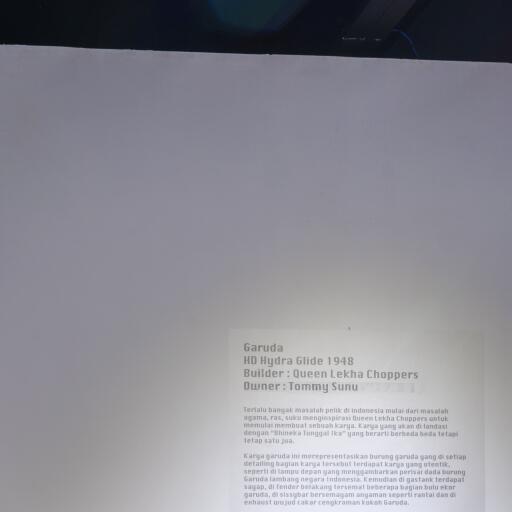 Garuda
HD Hydra Glide 1948
Builder : Queen Lekha Choppers
Owner : Tommy Sunu
Terlalu banyak masalah pelik di Indonesia mulai dari masalah
agama, ras, suku menginspirasi Queen Lekha Choppers untuk
memulai membuat sebuah karya. Karya yang akan di landasi
dengan "Bhineka Tunggal Ika" yang berarti berbeda beda tetapi
tetap satu jua.
Karya garuda ini merepresentasikan burung garuda yang di setiap
detailing bagian karya tersebut terdapat karya yang otentik,
seperti di lampu depan yang menggambarkan perisai dada burung
Garuda lambang negara Indonesia. Kemudian di gastank terdapat
sayap, di fender belakang tersemat beberapa bagian bulu ekor
garuda, di sissybar bersemayam anyaman seperti rantai dan di
exhaust wujud cakar cengkraman kokoh Garuda.